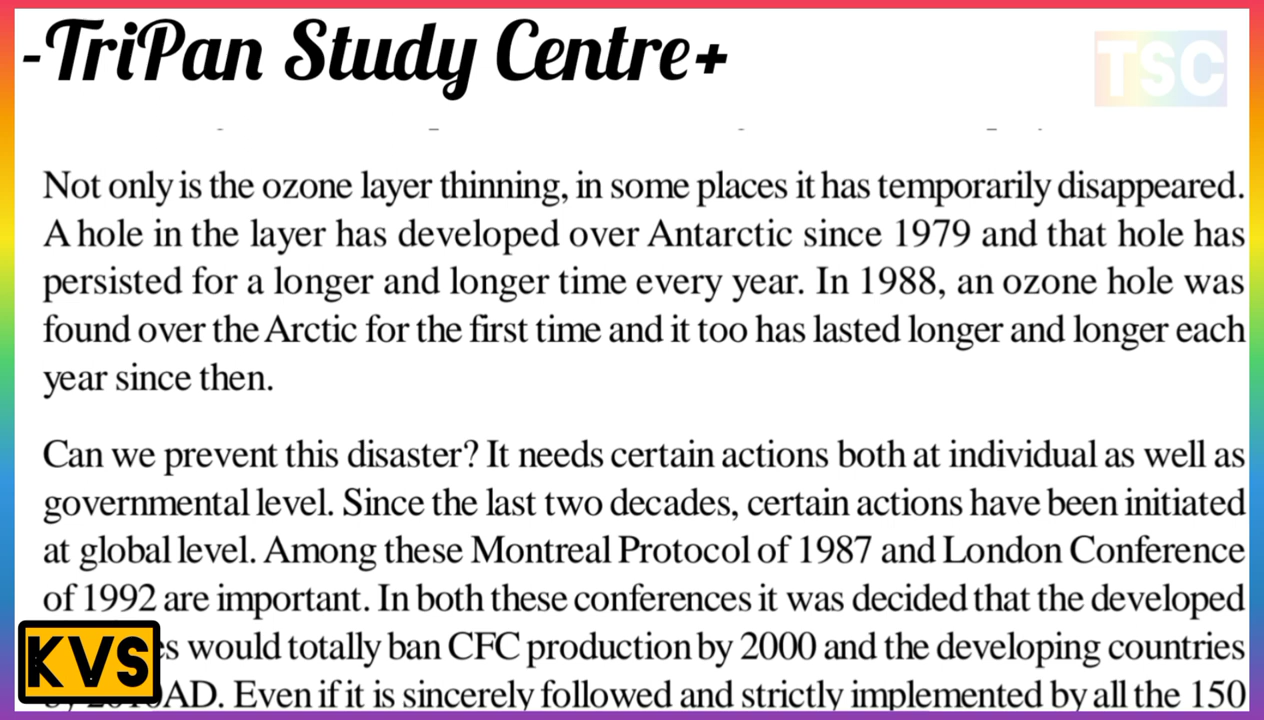 -TriPan Study Centre+
TSC
Not only is the ozone layer thinning, in some places it has temporarily disappeared.
A hole in the layer has developed over Antarctic since 1979 and that hole has
persisted for a longer and longer time every year. In 1988, an ozone hole was
found over the Arctic for the first time and it too has lasted longer and longer each
year since then.
Can we prevent this disaster? It needs certain actions both at individual as well as
governmental level. Since the last two decades, certain actions have been initiated
at global level. Among these Montreal Protocol of 1987 and London Conference
of 1992 are important. In both these conferences it was decided that the developed
would totally ban CFC production by 2000 and the developing countries
AD. Even if it is sincerely followed and strictly implemented by all the 150
KVS